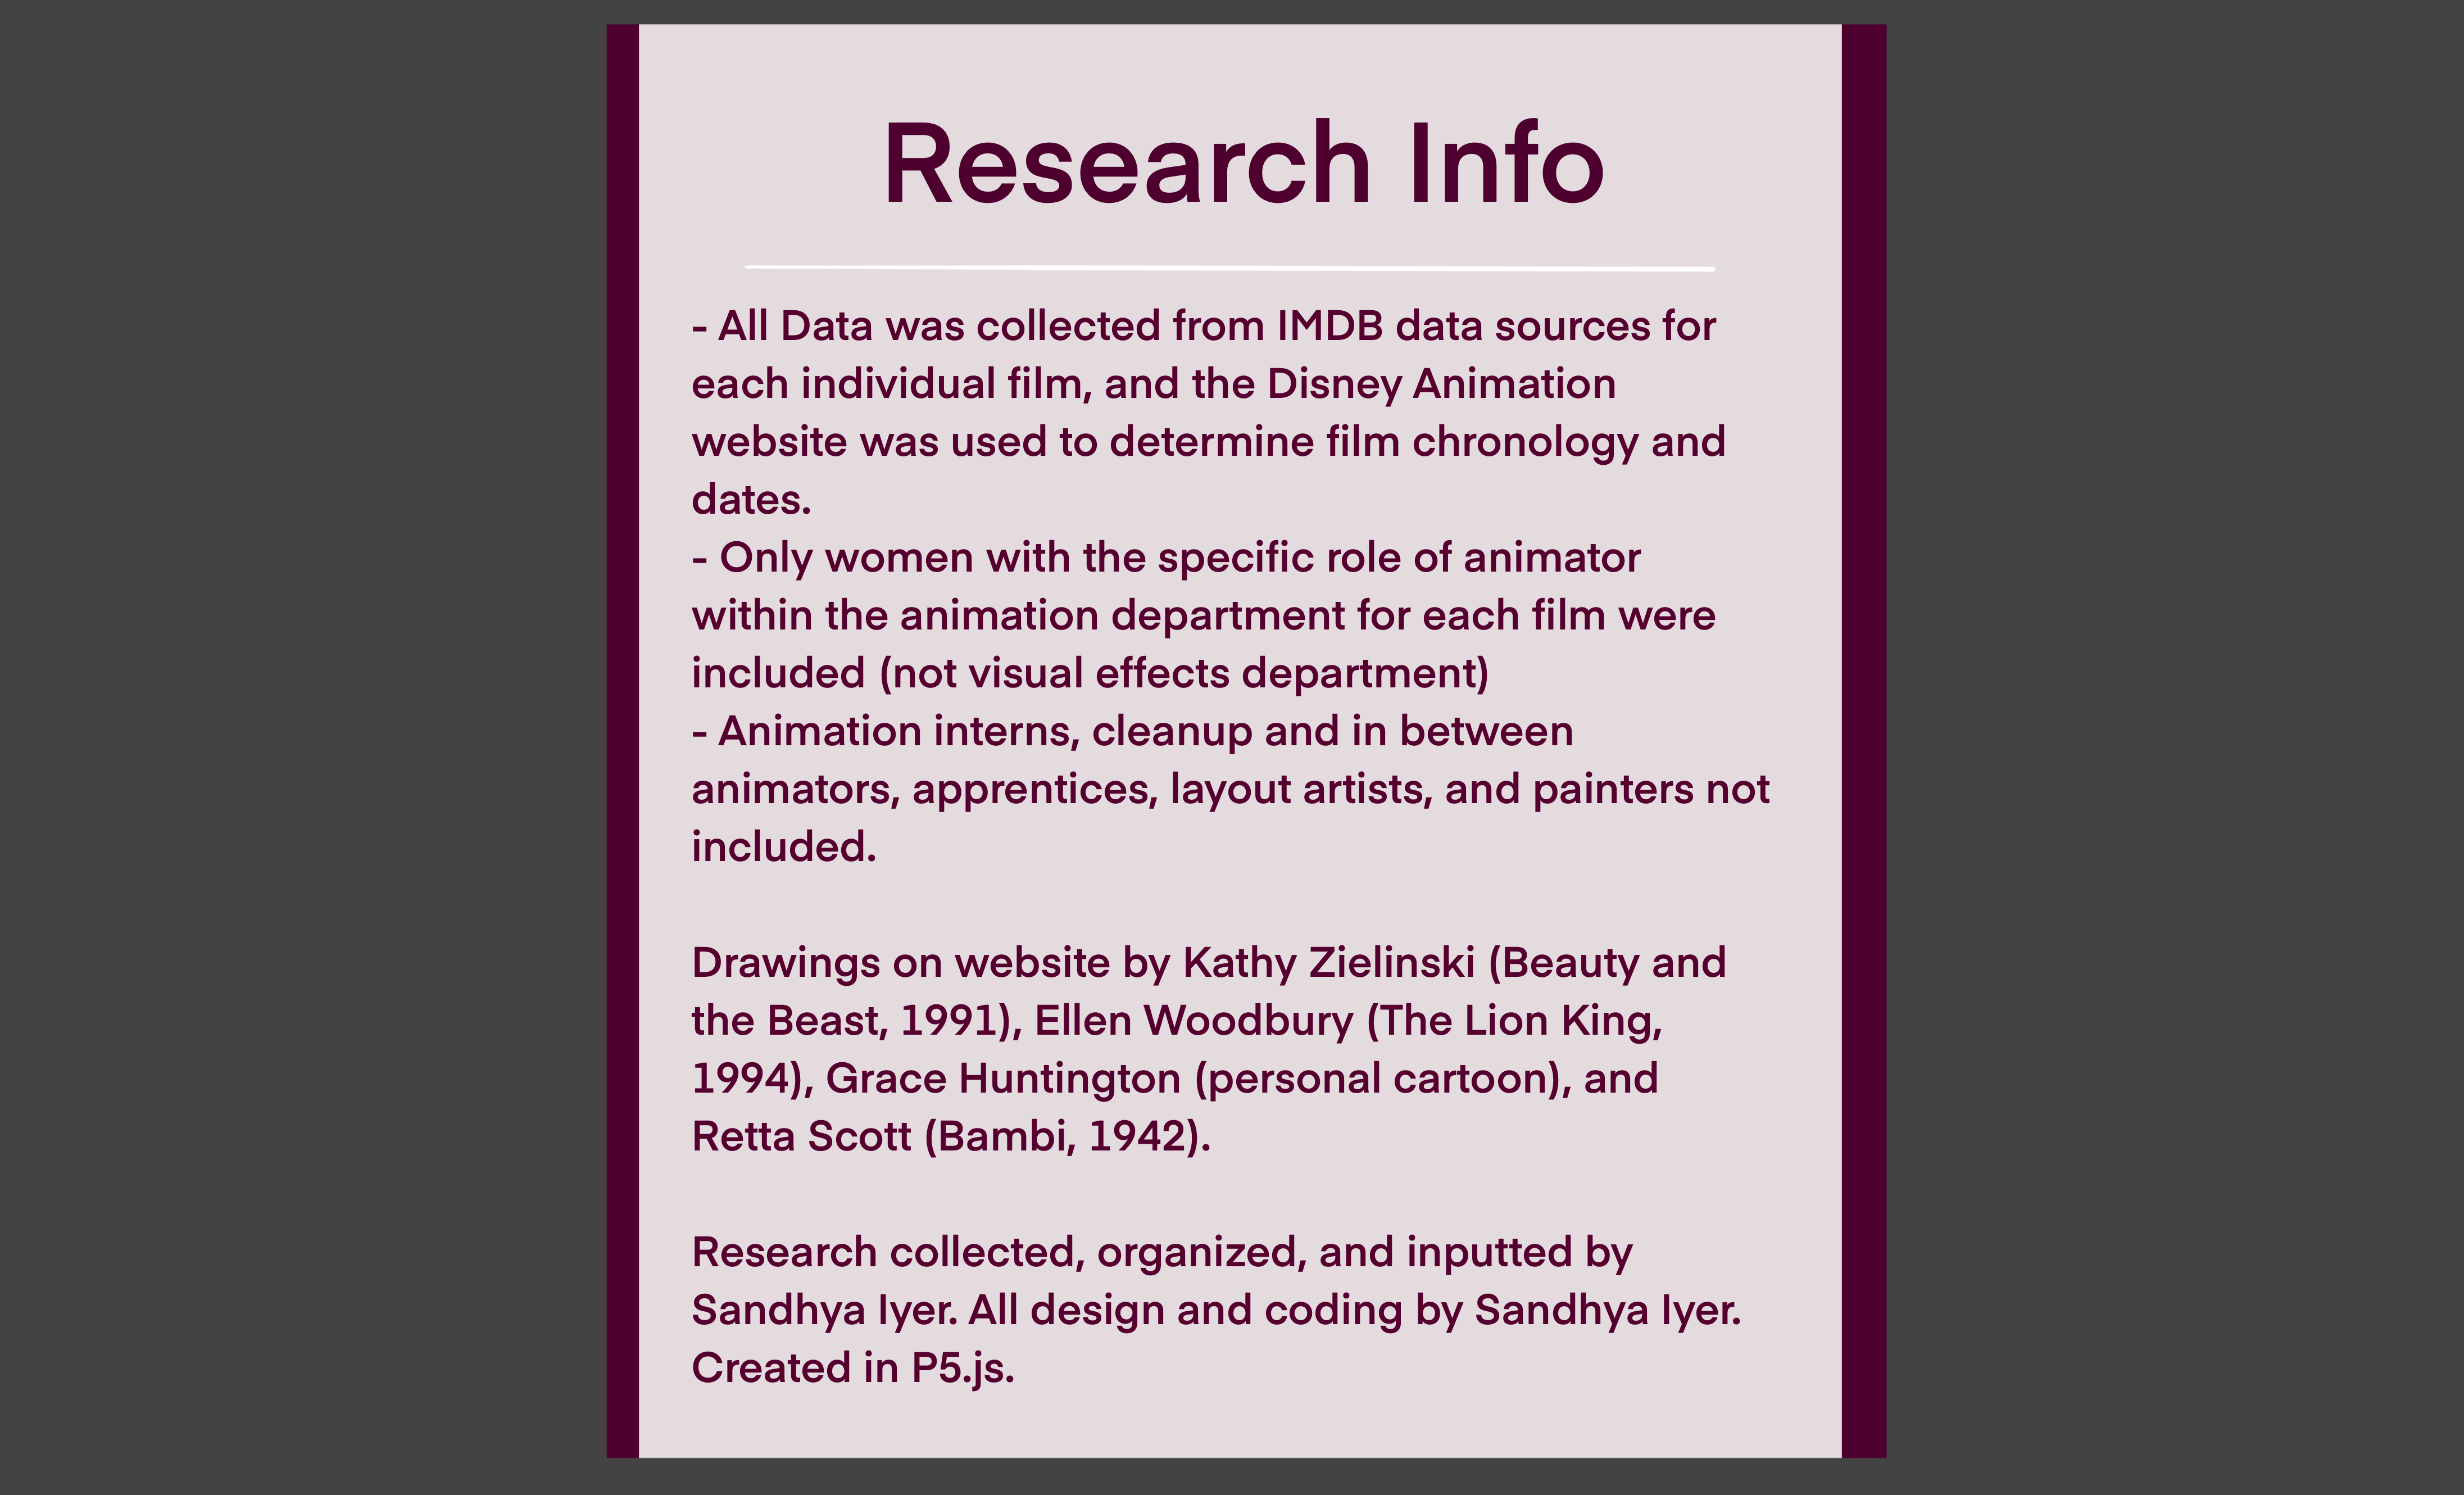 Research Info
- All Data was collected from IMDB data sources for
each individual film, and the Disney Animation
website was used to determine film chronology and
dates.
- Only women with the specific role of animator
within the animation department for each film were
included (not visual effects department)
- Animation interns, cleanup and in between
animators, apprentices, layout artists, and painters not
included.
Drawings on website by Kathy Zielinski (Beauty and
the Beast, 1991), Ellen Woodbury (The Lion King,
1994), Grace Huntington (personal cartoon), and
Retta Scott (Bambi, 1942).
Research collected, organized, and inputted by
Sandhya Iyer. All design and coding by Sandhya Iyer.
Created in P5.js.